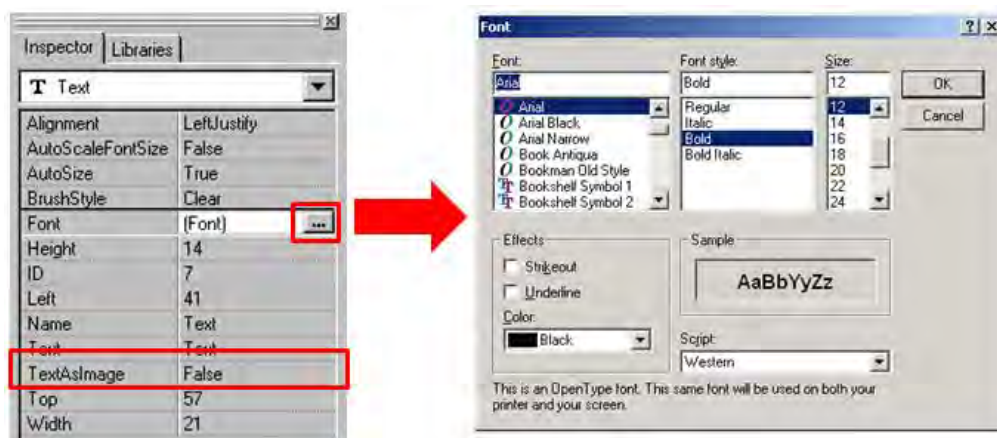 Inspector Libraries
T Text
Alignment LeftJustify
AutoScaleFontSize False
AutoSize True
BrushStyle Clear
Font (Font) ...
Height 14
ID 7
Left 41
Name Text
Text Text
TextAsImage False
Top 57
Width 21
Font
Font: Font style: Size:
Arial Bold 12 OK
Arial Regular 12 Cancel
Arial Black Italic 14
Arial Narrow Bold 16
Book Antiqua Bold Italic 18
Bookman Old Style 20
Bookshelf Symbol 1 22
Bookshelf Symbol 2 24
Effects Sample
Strikeout
Underline AaBbYyZz
Color:
Black Script:
Western
This is an OpenType font. This same font will be used on both your
printer and your screen.